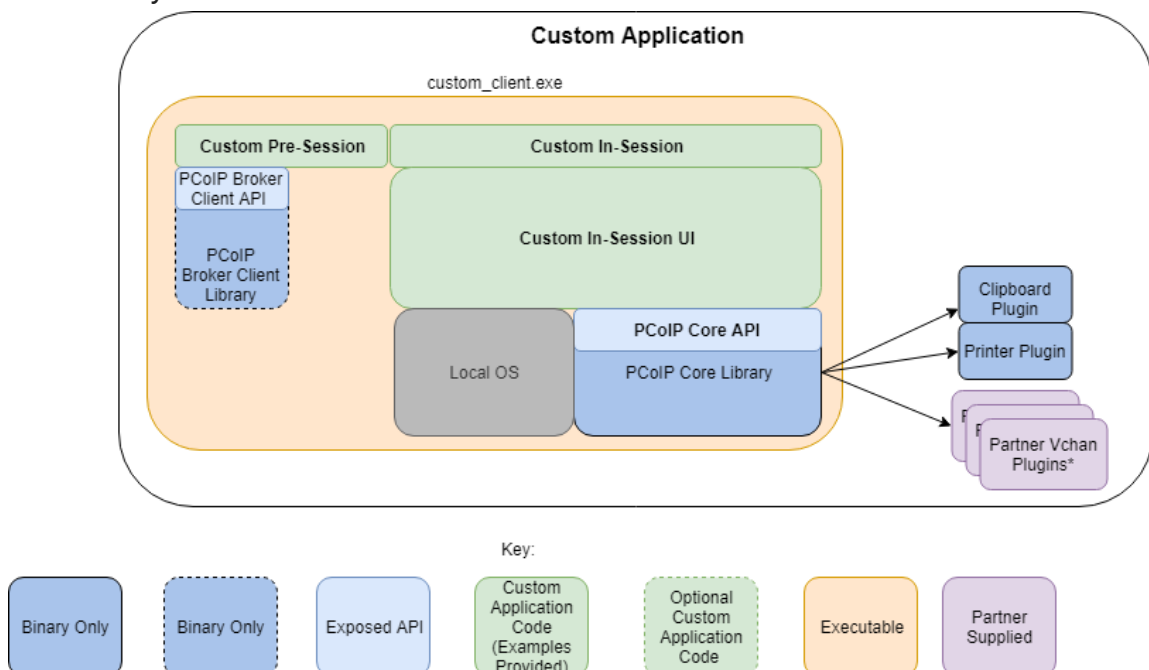 Custom Application
custom_client.exe
Custom Pre-Session
Custom In-Session
PCoIP Broker
Client API
PCoIP
Broker Client
Library
Custom In-Session UI
Local OS
PCoIP Core API
PCoIP Core Library
Clipboard
Plugin
Printer Plugin
Partner Vchan
Plugins*
Key:
Binary Only
Binary Only
Exposed API
Custom
Application
Code
(Examples
Provided)
Optional
Custom
Application
Code
Executable
Partner
Supplied